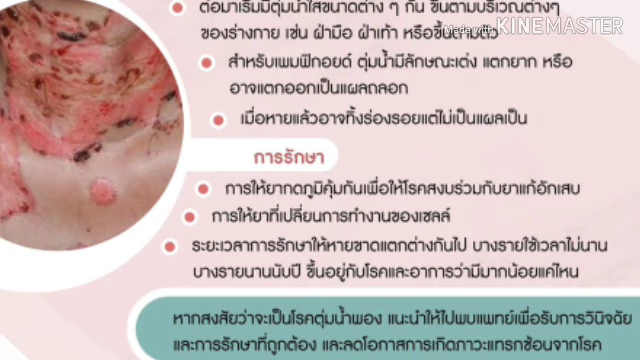 ต่อมาเริ่มมีตุ่มน้ำใสขนาดต่าง ๆ กัน ขึ้นตามบริเวณต่างๆ
ของร่างกาย เช่น ฝ่ามือ ฝ่าเท้า หรือขึ้นตามตัว
Made with KINEMASTER
สำหรับเพมฟิกอยด์ ตุ่มน้ำมีลักษณะเต่ง แตกยาก หรือ
อาจแตกออกเป็นแผลถลอก
เมื่อหายแล้วอาจทิ้งร่องรอยแต่ไม่เป็นแผลเป็น
การรักษา
การให้ยากดภูมิคุ้มกันเพื่อให้โรคสงบร่วมกับยาแก้อักเสบ
การให้ยาที่เปลี่ยนการทำงานของเซลล์
ระยะเวลาการรักษาให้หายขาดแตกต่างกันไป บางรายใช้เวลาไม่นาน
บางรายนานนับปี ขึ้นอยู่กับโรคและอาการว่ามีมากน้อยแค่ไหน
หากสงสัยว่าจะเป็นโรคตุ่มน้ำพอง แนะนำให้ไปพบแพทย์เพื่อรับการวินิจฉัย
และการรักษาที่ถูกต้อง และลดโอกาสการเกิดภาวะแทรกซ้อนจากโรค